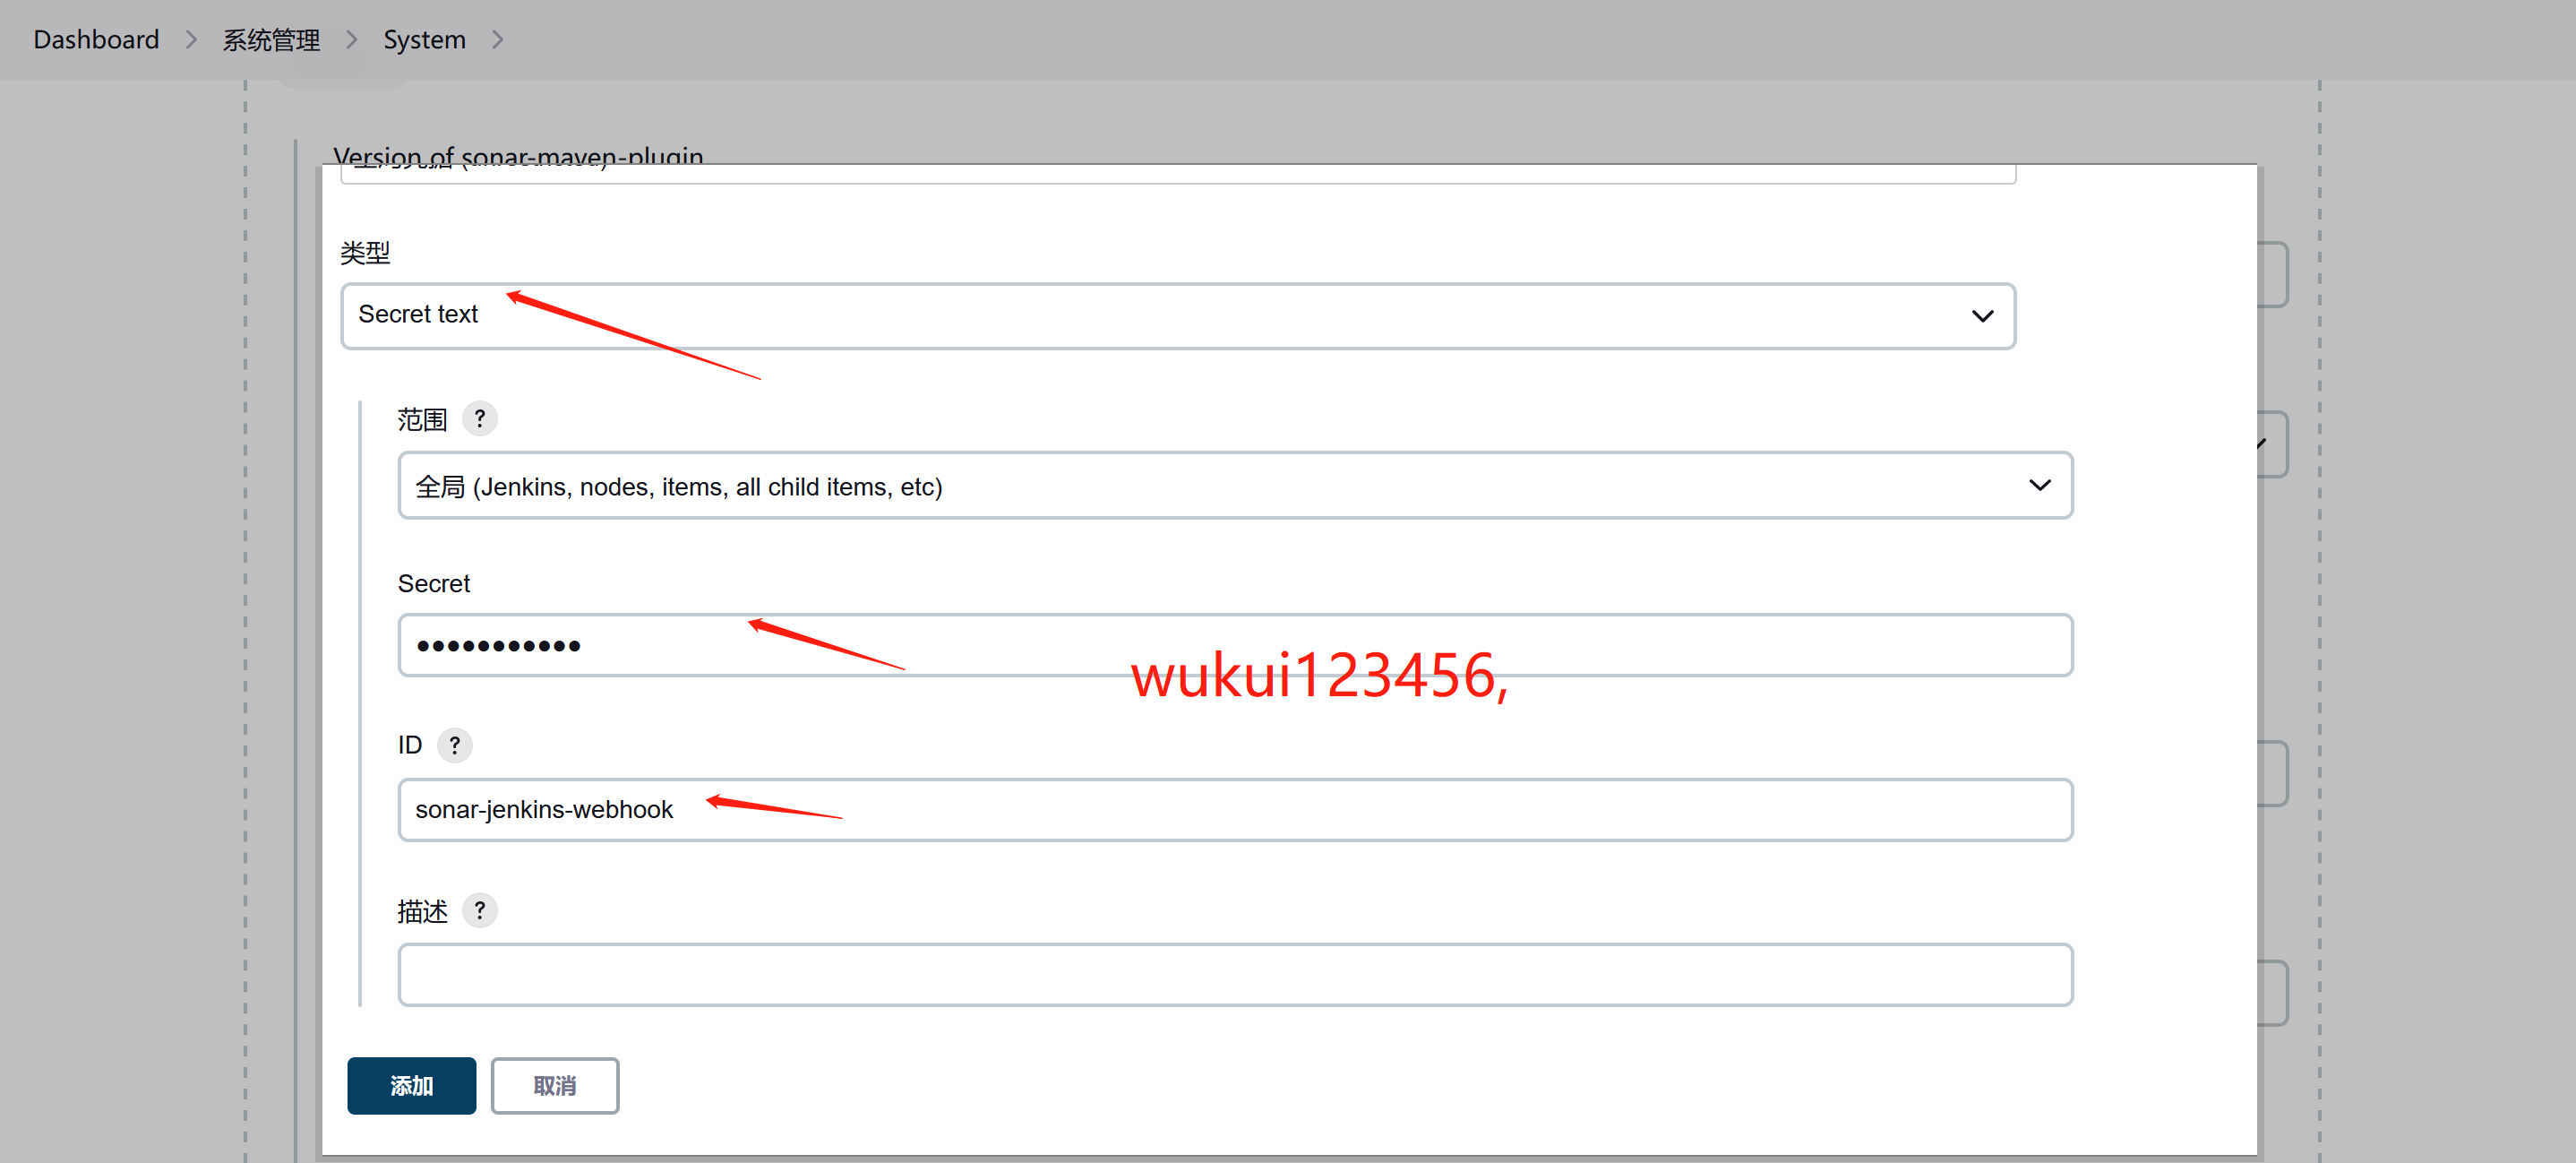 Dashboard > 系统管理 > System >
Version of sonar-maven-plugin
类型
Secret text
范围 ?
全局 (Jenkins, nodes, items, all child items, etc)
Secret
•••••••••••
wukui123456,
ID ?
sonar-jenkins-webhook
描述 ?
添加 取消